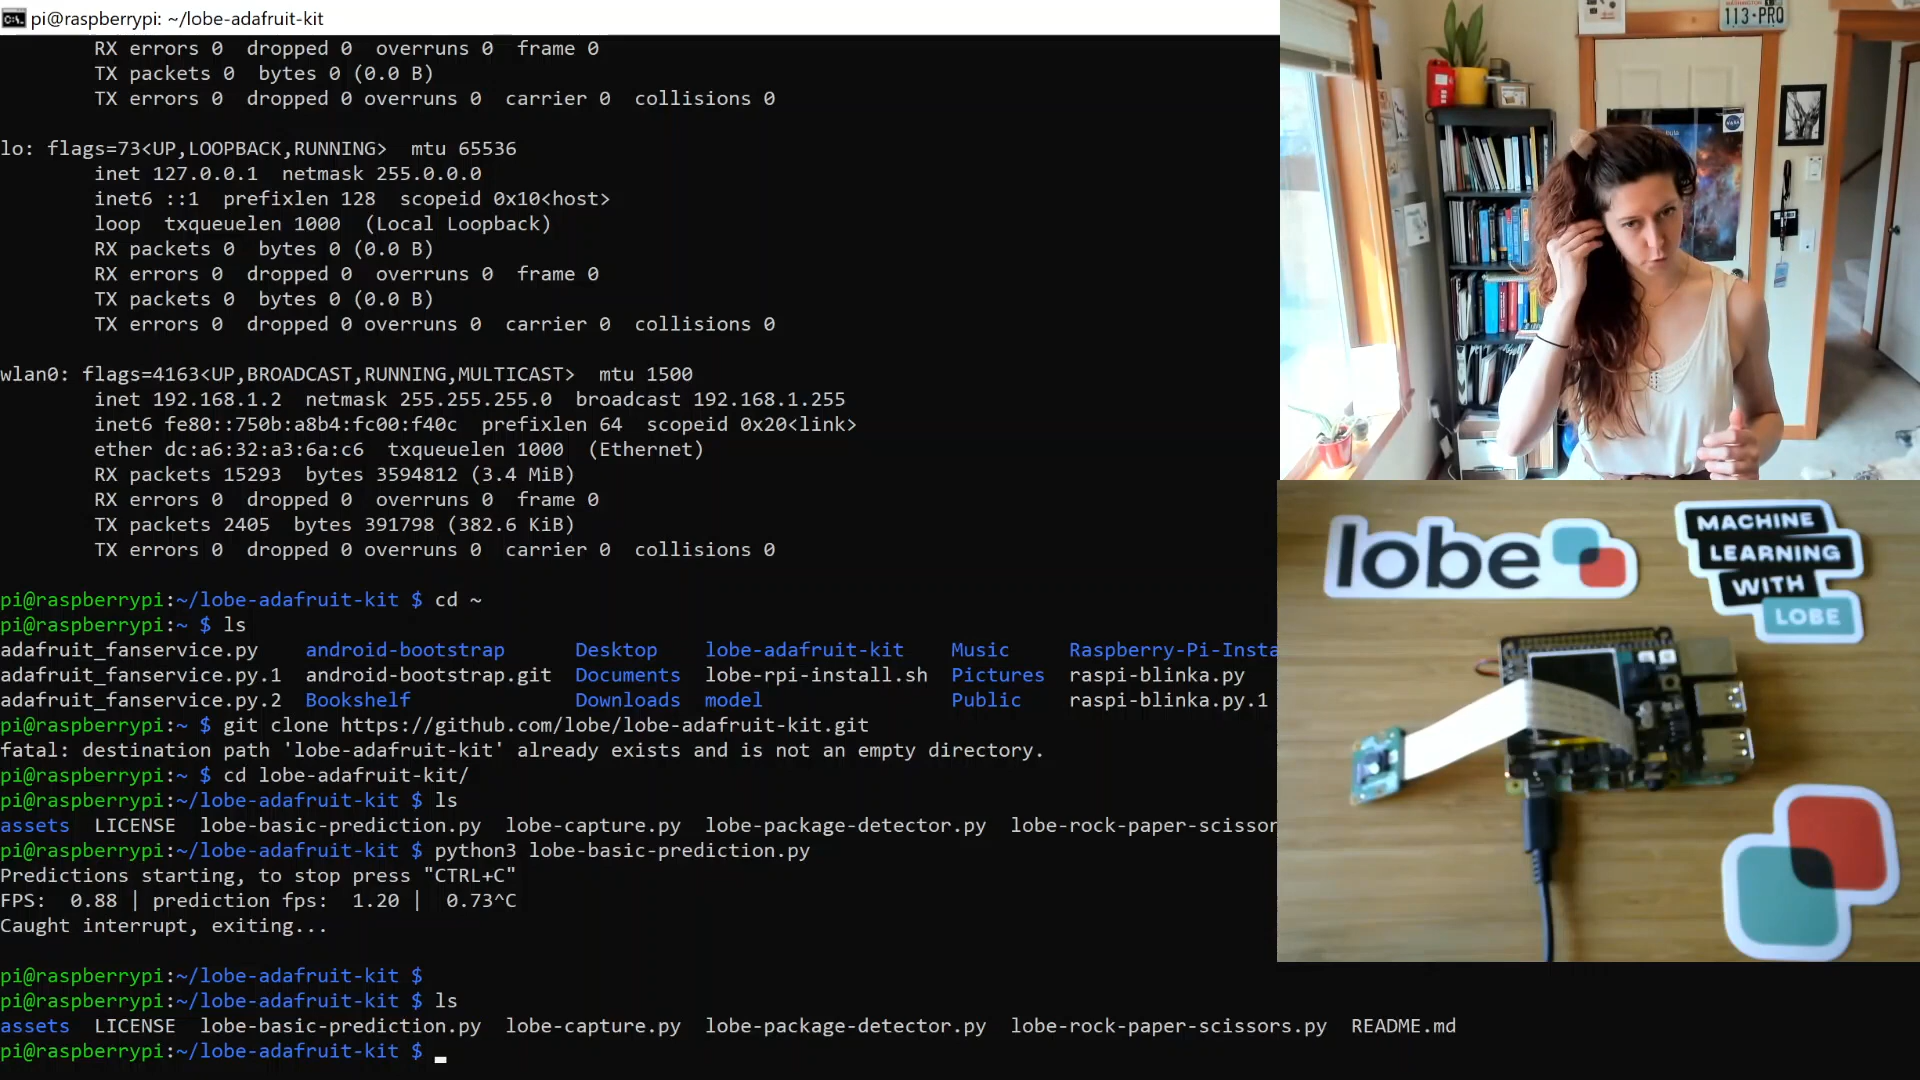 pi@raspberrypi: ~/lobe-adafruit-kit
RX errors 0  dropped 0  overruns 0  frame 0
TX packets 0  bytes 0 (0.0 B)
TX errors 0  dropped 0 overruns 0  carrier 0  collisions 0
lo: flags=73<UP,LOOPBACK,RUNNING>  mtu 65536
inet 127.0.0.1  netmask 255.0.0.0
inet6 ::1  prefixlen 128  scopeid 0x10<host>
loop  txqueuelen 1000  (Local Loopback)
RX packets 0  bytes 0 (0.0 B)
RX errors 0  dropped 0  overruns 0  frame 0
TX packets 0  bytes 0 (0.0 B)
TX errors 0  dropped 0 overruns 0  carrier 0  collisions 0
wlan0: flags=4163<UP,BROADCAST,RUNNING,MULTICAST>  mtu 1500
inet 192.168.1.2  netmask 255.255.255.0  broadcast 192.168.1.255
inet6 fe80::750b:a8b4:fc00:f40c  prefixlen 64  scopeid 0x20<link>
ether dc:a6:32:a3:6a:c6  txqueuelen 1000  (Ethernet)
RX packets 15293  bytes 3594812 (3.4 MiB)
RX errors 0  dropped 0  overruns 0  frame 0
TX packets 2405  bytes 391798 (382.6 KiB)
TX errors 0  dropped 0 overruns 0  carrier 0  collisions 0
pi@raspberrypi:~/lobe-adafruit-kit $ cd ~
pi@raspberrypi:~ $ ls
adafruit_fanservice.py    android-bootstrap      Desktop    lobe-adafruit-kit    Music     Raspberry-Pi-Insta
adafruit_fanservice.py.1  android-bootstrap.git  Documents  lobe-rpi-install.sh  Pictures  raspi-blinka.py
adafruit_fanservice.py.2  Bookshelf              Downloads  model                Public    raspi-blinka.py.1
pi@raspberrypi:~ $ git clone https://github.com/lobe/lobe-adafruit-kit.git
fatal: destination path 'lobe-adafruit-kit' already exists and is not an empty directory.
pi@raspberrypi:~ $ cd lobe-adafruit-kit/
pi@raspberrypi:~/lobe-adafruit-kit $ ls
assets  LICENSE  lobe-basic-prediction.py  lobe-capture.py  lobe-package-detector.py  lobe-rock-paper-scissor
pi@raspberrypi:~/lobe-adafruit-kit $ python3 lobe-basic-prediction.py
Predictions starting, to stop press "CTRL+C"
FPS:  0.88 | prediction fps:  1.20 |  0.73^C
Caught interrupt, exiting...
pi@raspberrypi:~/lobe-adafruit-kit $
pi@raspberrypi:~/lobe-adafruit-kit $ ls
assets  LICENSE  lobe-basic-prediction.py  lobe-capture.py  lobe-package-detector.py  lobe-rock-paper-scissors.py  README.md
pi@raspberrypi:~/lobe-adafruit-kit $
113-PRO
NASA
lobe
MACHINE
LEARNING
WITH
LOBE